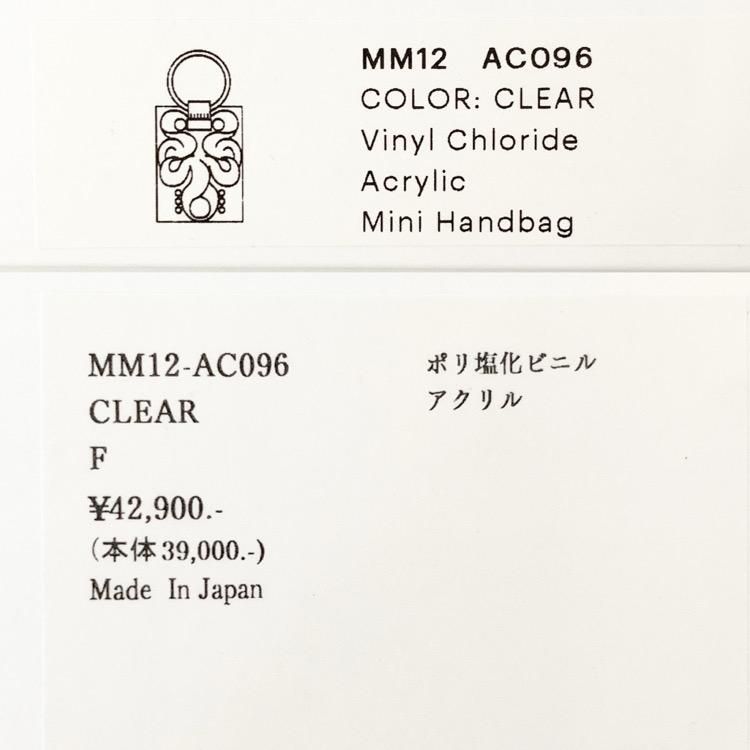 MM12 AC096
COLOR: CLEAR
Vinyl Chloride
Acrylic
Mini Handbag
MM12-AC096
CLEAR
F
¥42,900.-
(本体39,000.-)
Made In Japan
ポリ塩化ビニル
アクリル